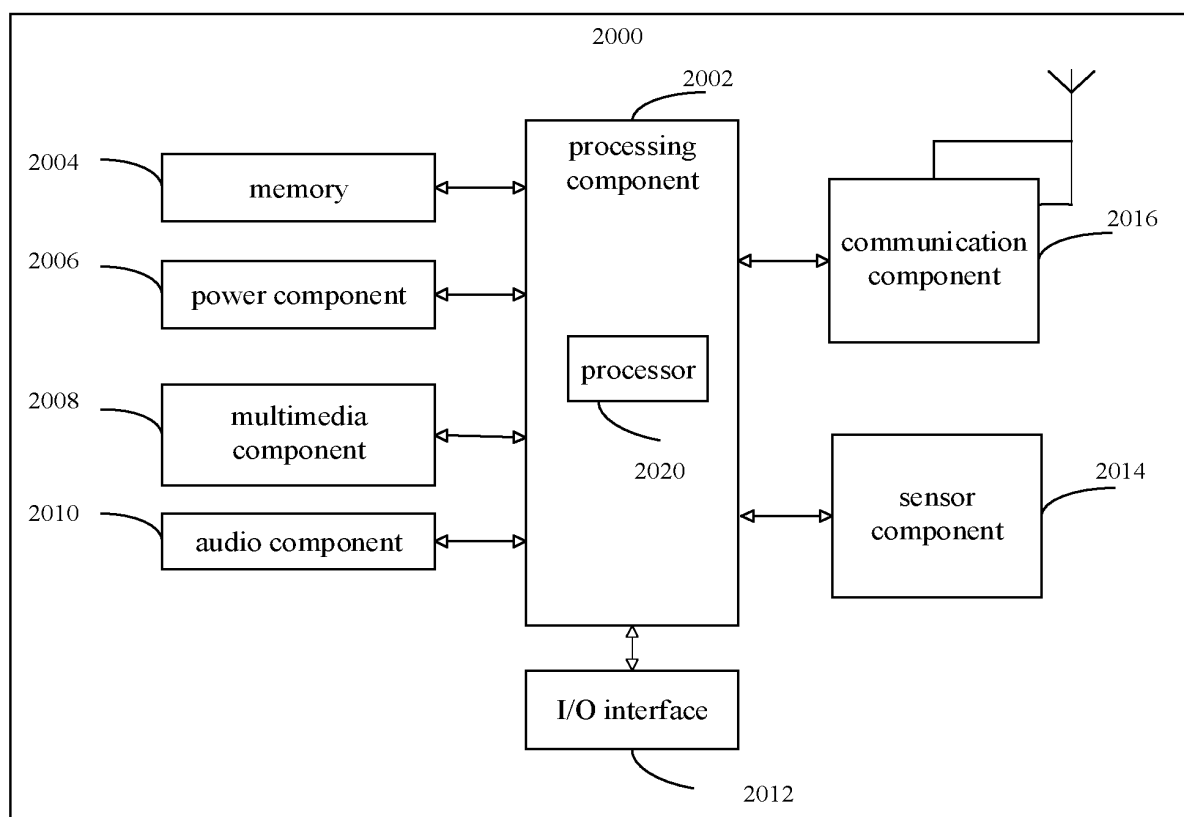 2000
2002
processing
component
2004
memory
2006
power component
2008
multimedia
component
2010
audio component
processor
2020
communication
component
2016
sensor
component
2014
I/O interface
2012